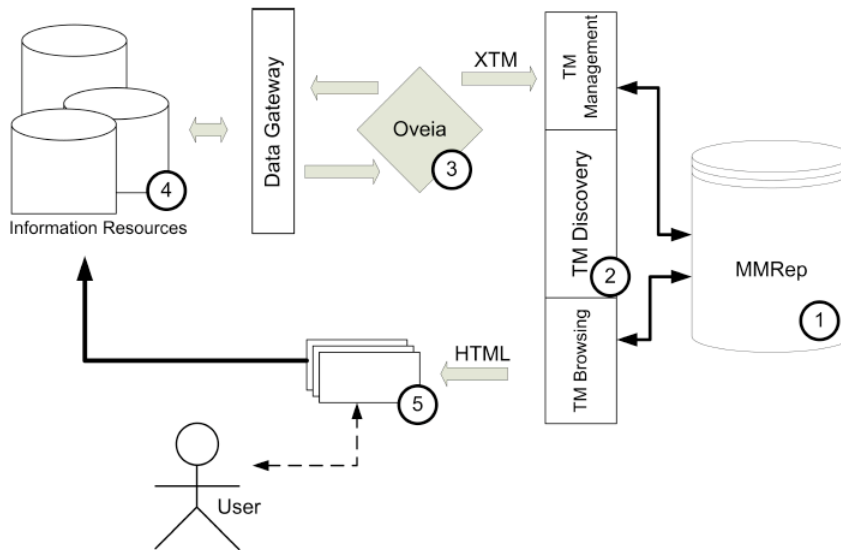 XTM
TM
Management
Data Gateway
Oveia
3
4
Information Resources
TM Discovery
2
MMRep
1
HTML
TM Browsing
5
User